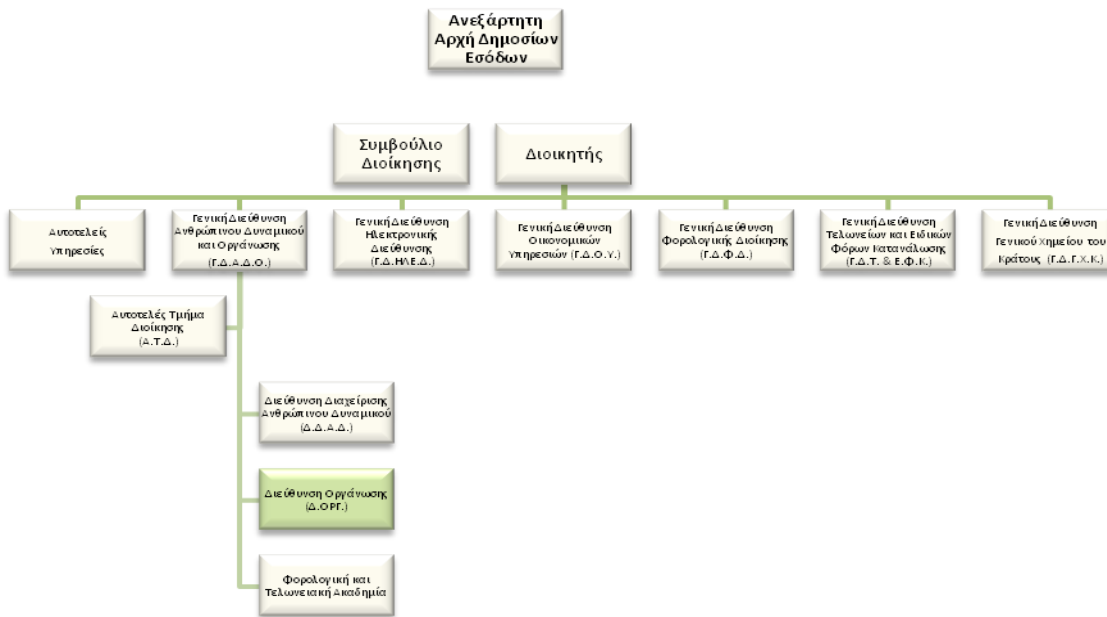 Ανεξάρτητη
Αρχή Δημοσίων
Εσόδων
Συμβούλιο
Διοίκησης
Διοικητής
Αυτοτελείς
Υπηρεσίες
Γενική Διεύθυνση
Ανθρώπινου Δυναμικού
και Οργάνωσης
(Γ.Δ.Α.Δ.Ο.)
Γενική Διεύθυνση
Ηλεκτρονικής
Διεύθυνσης
(Γ.Δ.ΗΛΕ.Δ.)
Γενική Διεύθυνση
Οικονομικών
Υπηρεσιών (Γ.Δ.Ο.Υ.)
Γενική Διεύθυνση
Φορολογικής Διοίκησης
(Γ.Δ.Φ.Δ.)
Γενική Διεύθυνση
Τελωνείων και Ειδικών
Φόρων Κατανάλωσης
(Γ.Δ.Τ. & Ε.Φ.Κ.)
Γενική Διεύθυνση
Γενικού Χημείου του
Κράτους (Γ.Δ.Γ.Χ.Κ.)
Αυτοτελές Τμήμα
Διοίκησης
(Α.Τ.Δ.)
Διεύθυνση Διαχείρισης
Ανθρώπινου Δυναμικού
(Δ.Δ.Α.Δ.)
Διεύθυνση Οργάνωσης
(Δ.ΟΡΓ.)
Φορολογική και
Τελωνειακή Ακαδημία